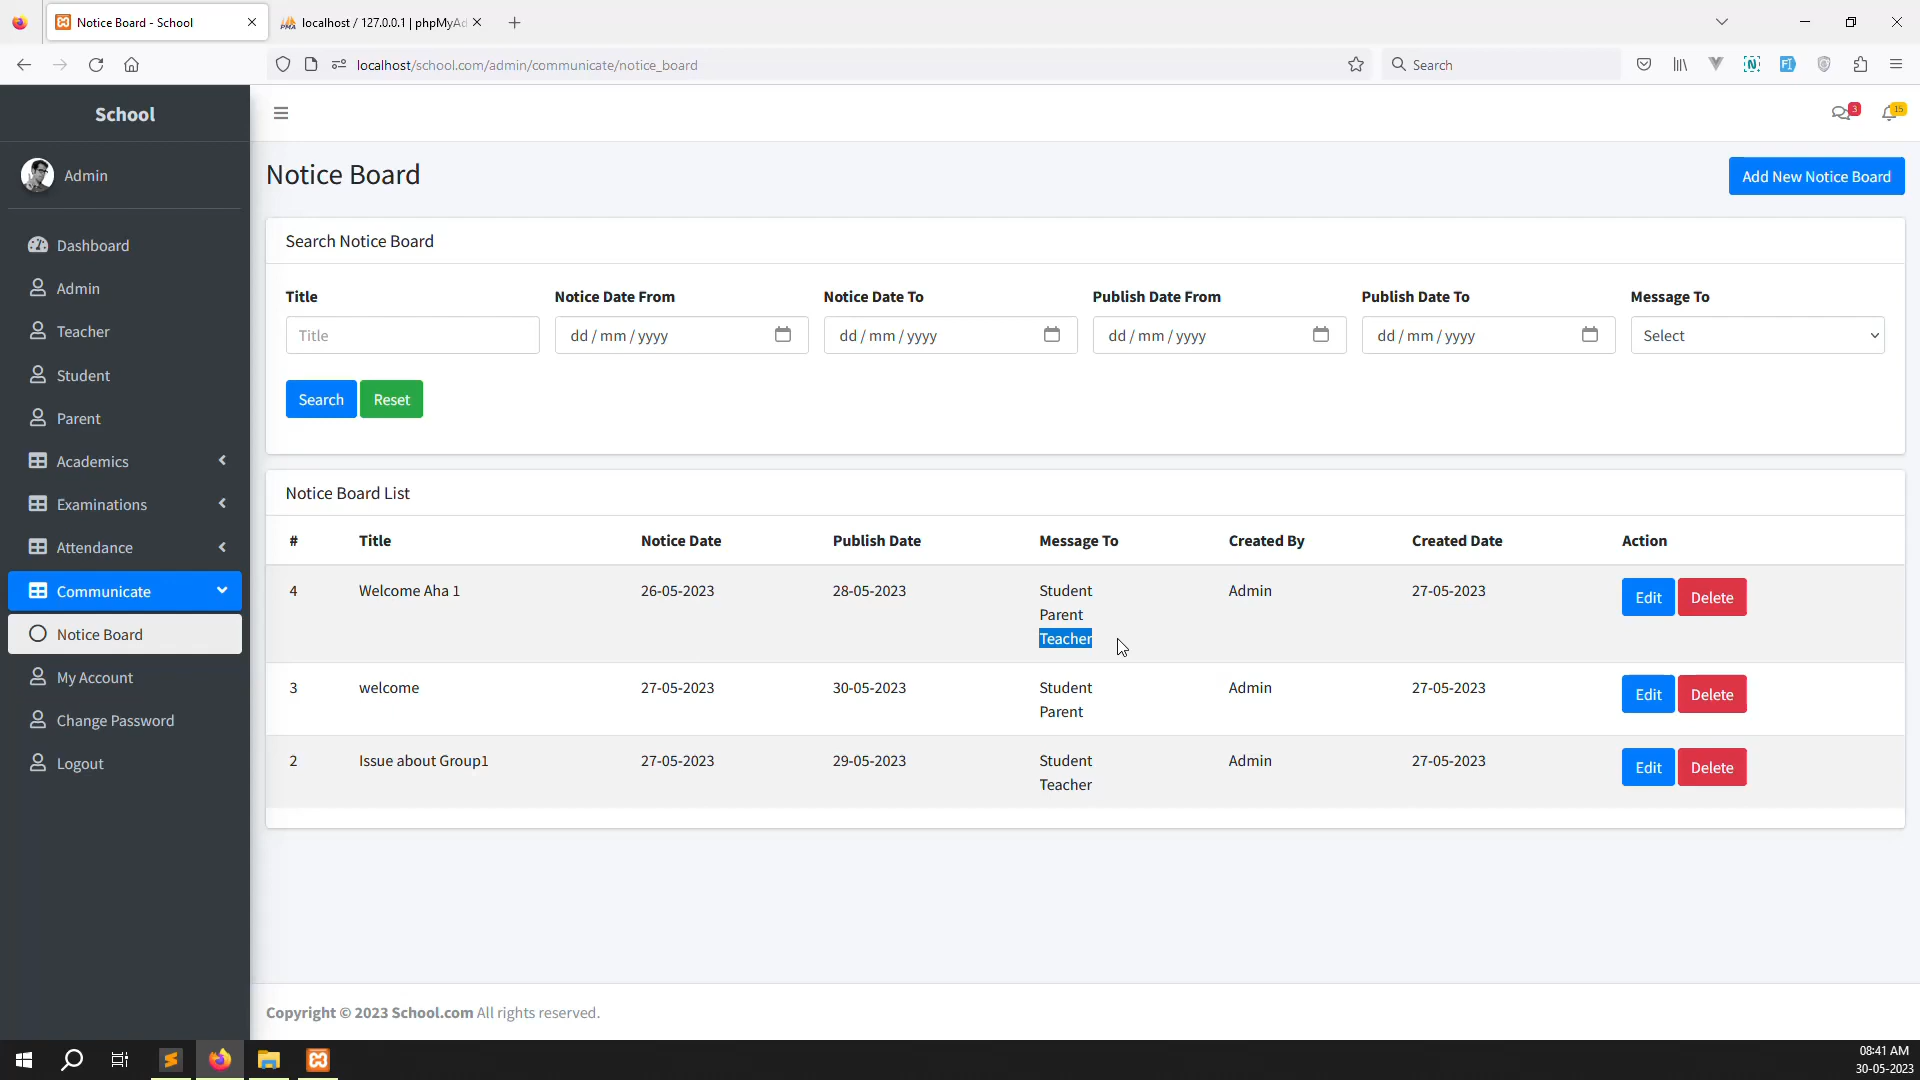 Notice Board - School
localhost / 127.0.0.1 | phpMyAd
localhost/school.com/admin/communicate/notice_board
Search
School
3
15
Admin
Notice Board
Add New Notice Board
Dashboard
Admin
Teacher
Student
Parent
Academics
Examinations
Attendance
Communicate
Notice Board
My Account
Change Password
Logout
Search Notice Board
Title Notice Date From Notice Date To Publish Date From Publish Date To Message To
Title dd / mm / yyyy dd / mm / yyyy dd / mm / yyyy dd / mm / yyyy Select
Search Reset
Notice Board List
# Title Notice Date Publish Date Message To Created By Created Date Action
4 Welcome Aha 1 26-05-2023 28-05-2023 Student Admin 27-05-2023 Edit Delete
Parent
Teacher
3 welcome 27-05-2023 30-05-2023 Student Admin 27-05-2023 Edit Delete
Parent
2 Issue about Group1 27-05-2023 29-05-2023 Student Admin 27-05-2023 Edit Delete
Teacher
Copyright © 2023 School.com All rights reserved.
08:41 AM
30-05-2023